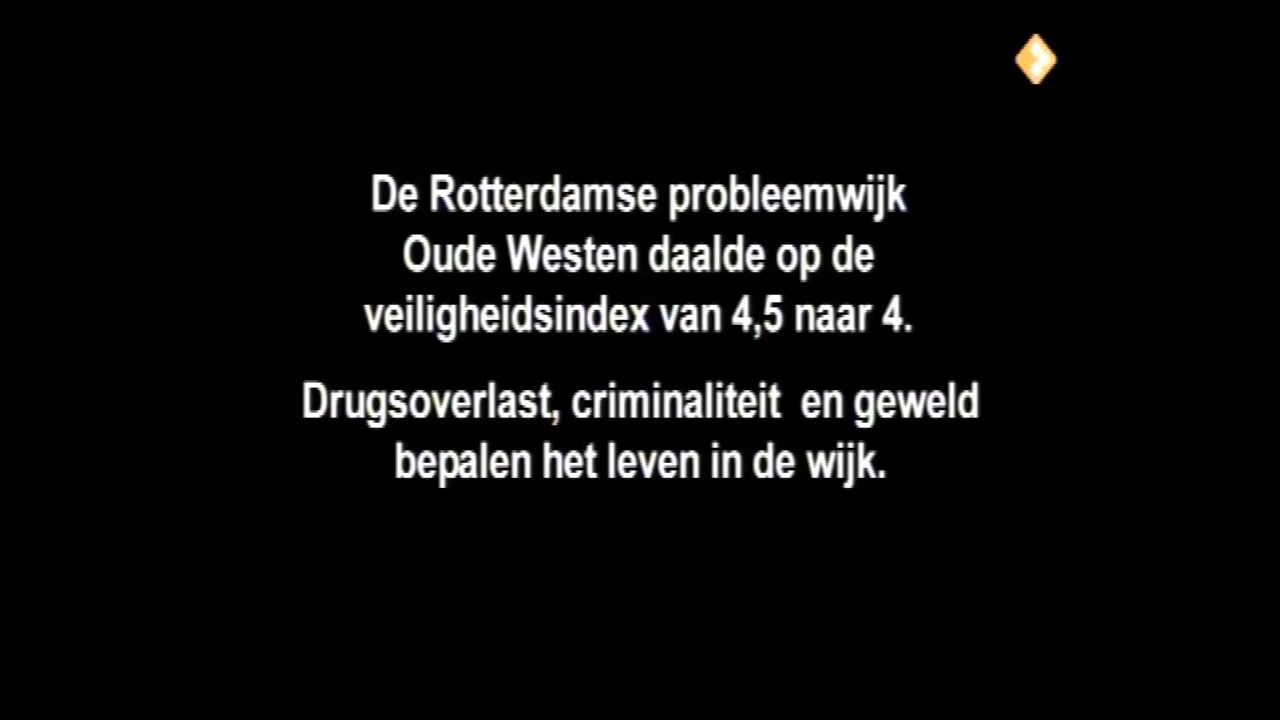 De Rotterdamse probleemwijk
Oude Westen daalde op de
veiligheidsindex van 4,5 naar 4.
Drugsoverlast, criminaliteit  en geweld
bepalen het leven in de wijk.